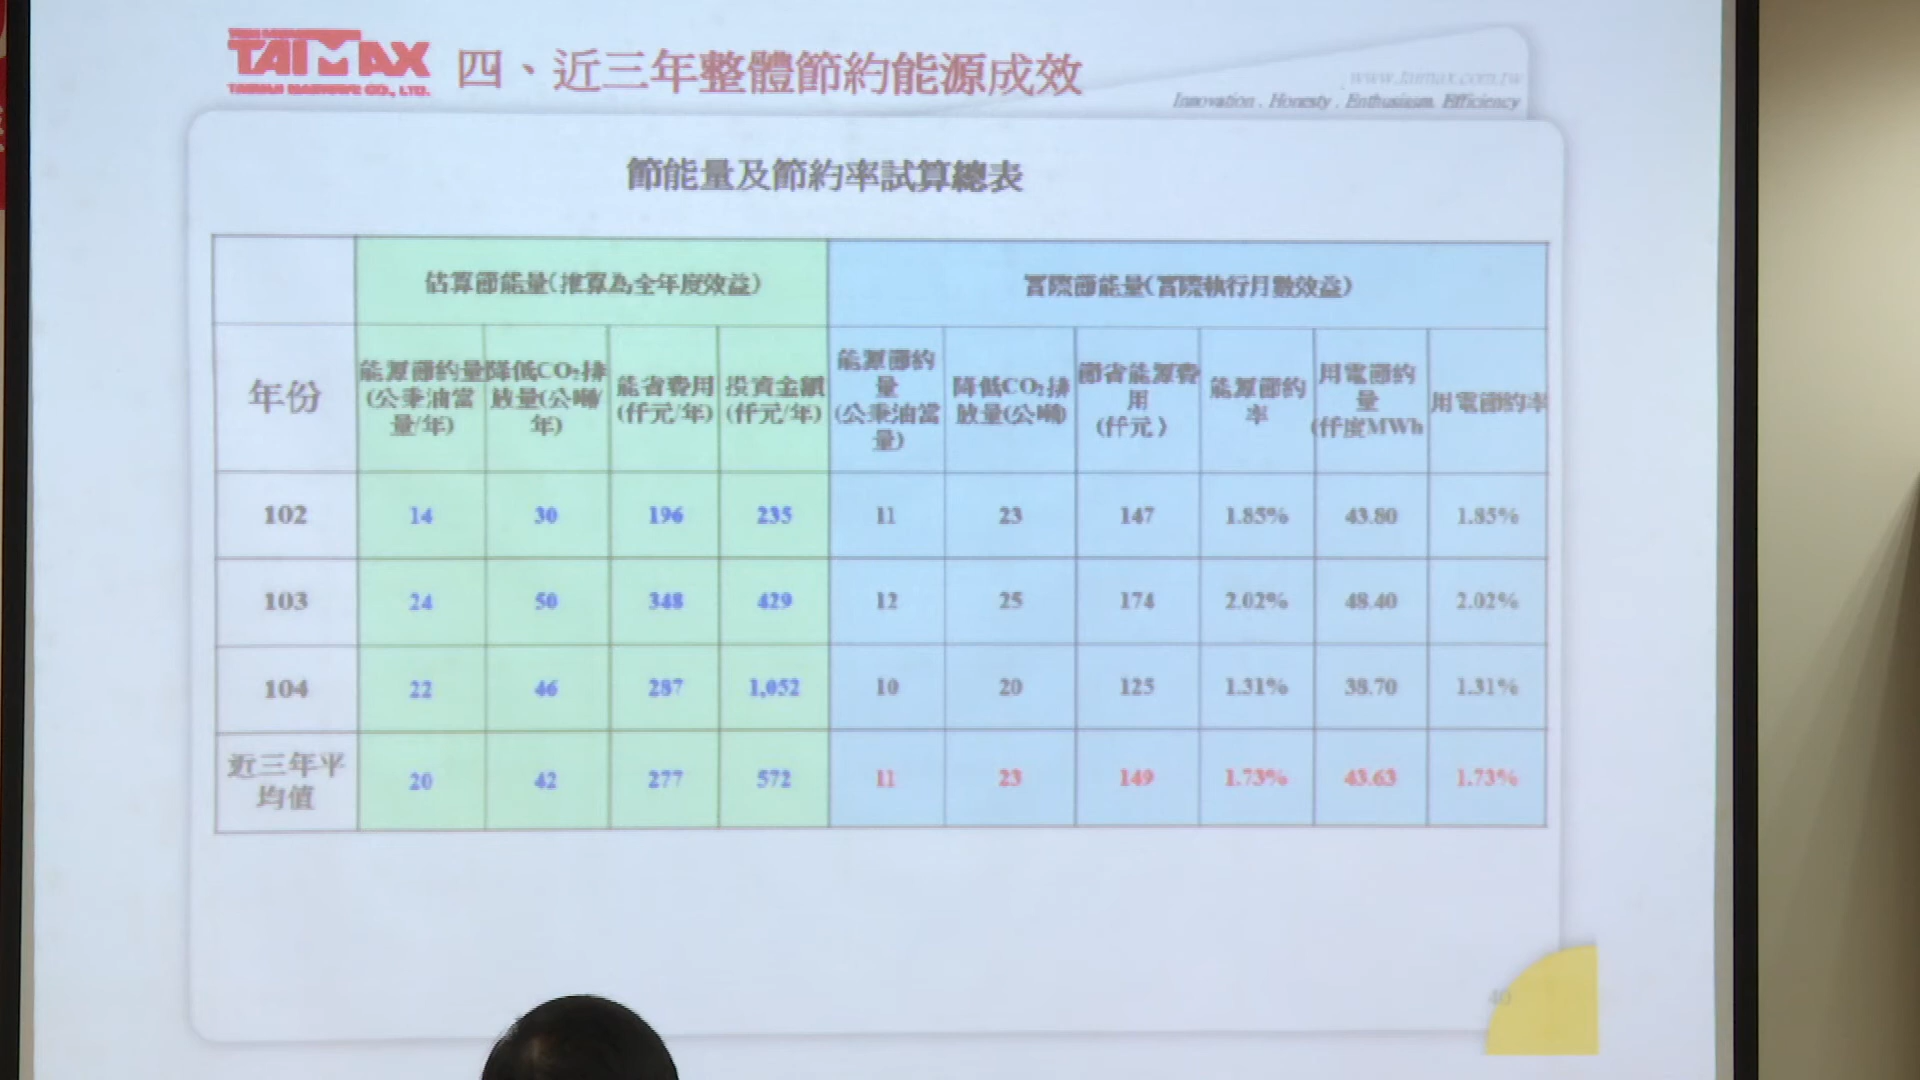 TAIMAX
四、近三年整體節約能源成效
www.taimax.com.tw
Innovation . Honesty . Enthusiasm. Efficiency
節能量及節約率試算總表
估算節能量(推算為全年度效益)
實際節能量(實際執行月數效益)
年份
能源節約量
(公秉油當
量/年)
降低CO₂排
放量(公噸/
年)
能省費用
(仟元/年)
投資金額
(仟元/年)
能源節約
量
(公秉油當
量)
降低CO₂排
放量(公噸)
節省能源費
用
(仟元)
能源節約
率
用電節約
量
(仟度MWh
用電節約率
102 14 30 196 235 11 23 147 1.85% 43.80 1.85%
103 24 50 348 429 12 25 174 2.02% 48.40 2.02%
104 22 46 287 1,052 10 20 125 1.31% 38.70 1.31%
近三年平
均值
20 42 277 572 11 23 149 1.73% 43.63 1.73%
40